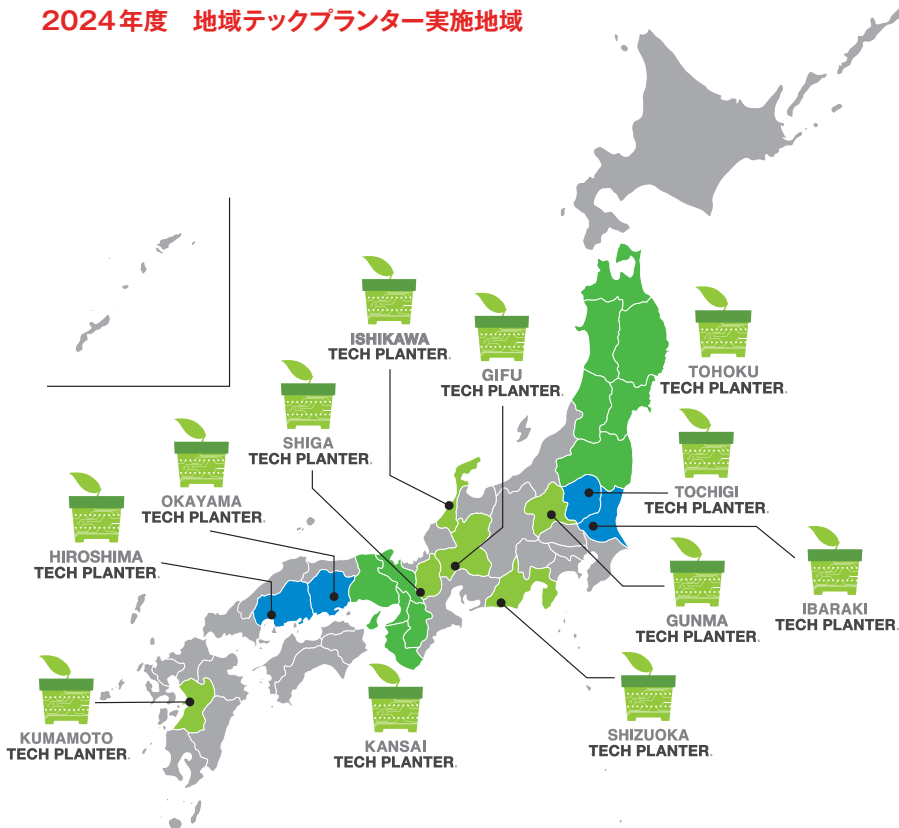 2024年度 地域テックプランター実施地域
ISHIKAWA
TECH PLANTER®
GIFU
TECH PLANTER®
TOHOKU
TECH PLANTER®
SHIGA
TECH PLANTER®
OKAYAMA
TECH PLANTER®
TOCHIGI
TECH PLANTER®
HIROSHIMA
TECH PLANTER®
IBARAKI
TECH PLANTER®
GUNMA
TECH PLANTER®
KUMAMOTO
TECH PLANTER®
KANSAI
TECH PLANTER®
SHIZUOKA
TECH PLANTER®